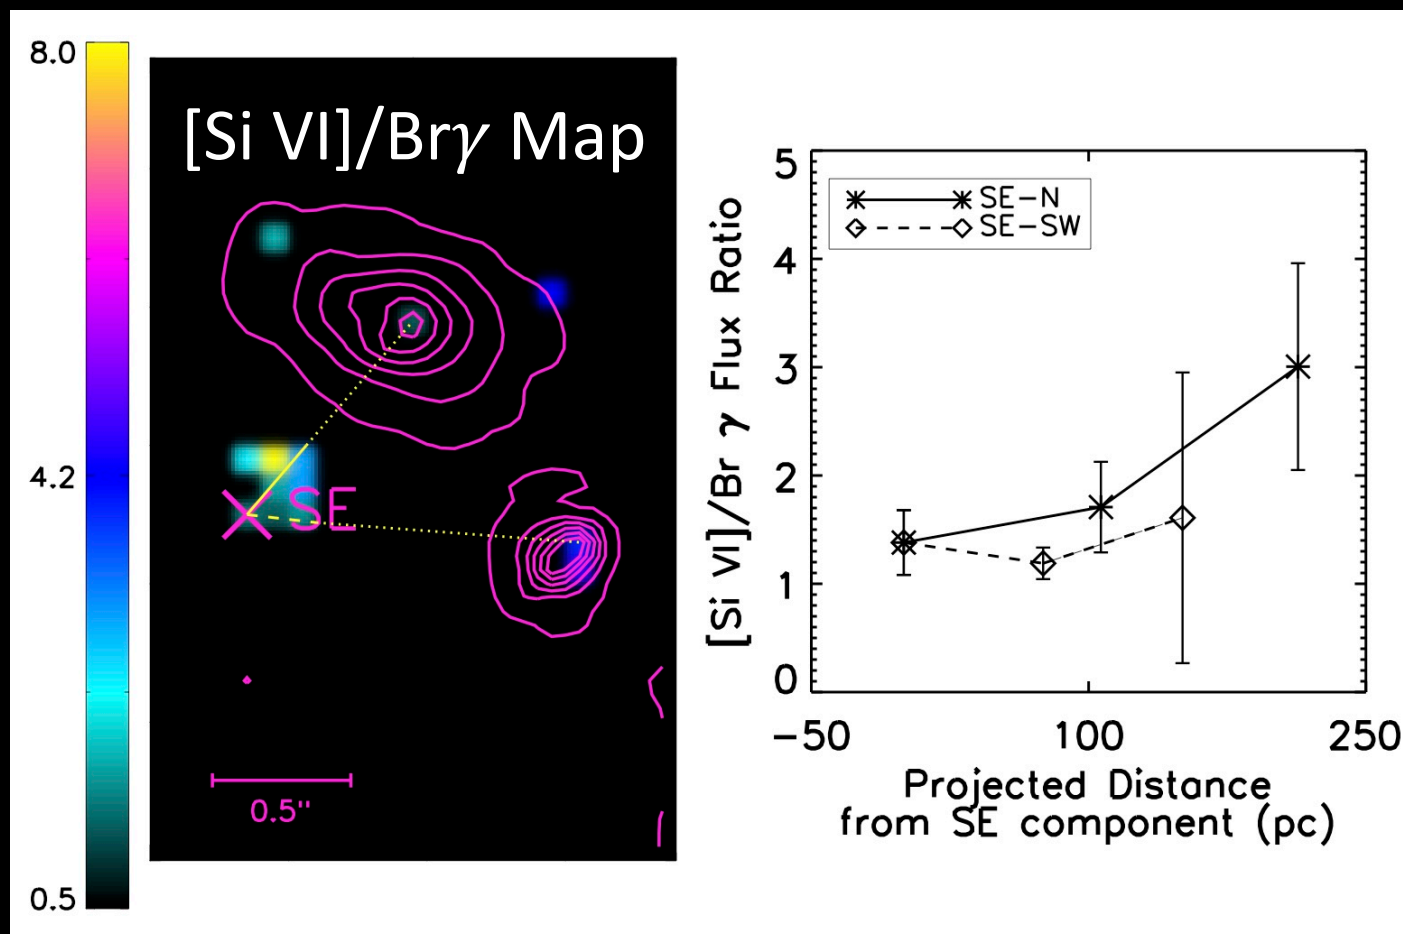 8.0
4.2
0.5
[Si VI]/Brγ Map
SE
0.5"
[Si VI]/Br γ Flux Ratio
5
4
3
2
1
0
SE-N
SE-SW
-50
100
250
Projected Distance
from SE component (pc)